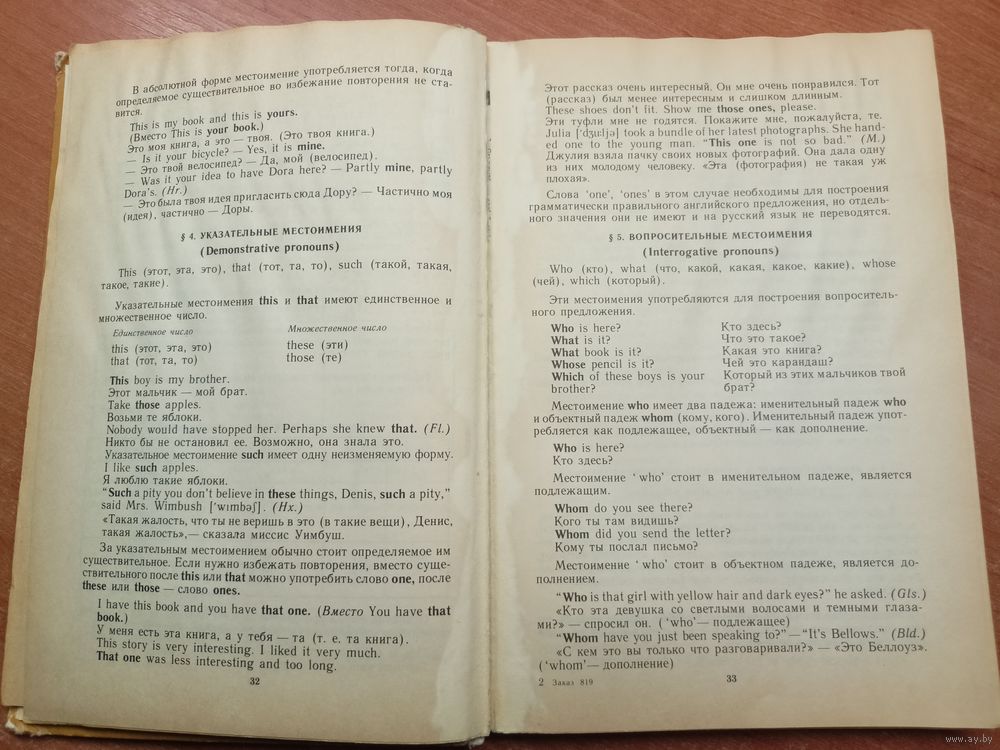 В абсолютной форме местоимение употребляется тогда, когда
определяемое существительное во избежание повторения не ста-
вится.
This is my book and this is yours.
(Вместо This is your book.)
Это моя книга, а это — твоя. (Это твоя книга.)
— Is it your bicycle? — Yes, it is mine.
— Это твой велосипед? — Да, мой (велосипед).
— Was it your idea to have Dora here? — Partly mine, partly
Dora's. (Hr.)
— Это была твоя идея пригласить сюда Дору? — Частично моя
(идея), частично — Доры.
§ 4. УКАЗАТЕЛЬНЫЕ МЕСТОИМЕНИЯ
(Demonstrative pronouns)
This (этот, эта, это), that (тот, та, то), such (такой, такая,
такое, такие).
Указательные местоимения this и that имеют единственное и
множественное число.
Единственное число Множественное число
this (этот, эта, это) these (эти)
that (тот, та, то) those (те)
This boy is my brother.
Этот мальчик — мой брат.
Take those apples.
Возьми те яблоки.
Nobody would have stopped her. Perhaps she knew that. (Fl.)
Никто бы не остановил ее. Возможно, она знала это.
Указательное местоимение such имеет одну неизменяемую форму.
I like such apples.
Я люблю такие яблоки.
“Such a pity you don't believe in these things, Denis, such a pity,”
said Mrs. Wimbush ['wɪmbəʃ]. (Hx.)
«Такая жалость, что ты не веришь в это (в такие вещи), Денис,
такая жалость»,— сказала миссис Уимбуш.
За указательным местоимением обычно стоит определяемое им
существительное. Если нужно избежать повторения, вместо суще-
ствительного после this или that можно употребить слово one, после
these или those — слово ones.
I have this book and you have that one. (Вместо You have that
book.)
У меня есть эта книга, а у тебя — та (т. е. та книга).
This story is very interesting. I liked it very much.
That one was less interesting and too long.
32
Этот рассказ очень интересный. Он мне очень понравился. Тот
(рассказ) был менее интересным и слишком длинным.
These shoes don't fit. Show me those ones, please.
Эти туфли мне не годятся. Покажите мне, пожалуйста, те.
Julia ['dʒuljə] took a bundle of her latest photographs. She hand-
ed one to the young man. “This one is not so bad.” (M.)
Джулия взяла пачку своих новых фотографий. Она дала одну
из них молодому человеку. «Эта (фотография) не такая уж
плохая».
Слова ‘one’, ‘ones’ в этом случае необходимы для построения
грамматически правильного английского предложения, но отдель-
ного значения они не имеют и на русский язык не переводятся.
§ 5. ВОПРОСИТЕЛЬНЫЕ МЕСТОИМЕНИЯ
(Interrogative pronouns)
Who (кто), what (что, какой, какая, какое, какие), whose
(чей), which (который).
Эти местоимения употребляются для построения вопроситель-
ного предложения.
Who is here? Кто здесь?
What is it? Что это такое?
What book is it? Какая это книга?
Whose pencil is it? Чей это карандаш?
Which of these boys is your Который из этих мальчиков твой
brother? брат?
Местоимение who имеет два падежа: именительный падеж who
и объектный падеж whom (кому, кого). Именительный падеж упот-
ребляется как подлежащее, объектный — как дополнение.
Who is here?
Кто здесь?
Местоимение ‘who’ стоит в именительном падеже, является
подлежащим.
Whom do you see there?
Кого ты там видишь?
Whom did you send the letter?
Кому ты послал письмо?
Местоимение ‘who’ стоит в объектном падеже, является до-
полнением.
“Who is that girl with yellow hair and dark eyes?” he asked. (Gls.)
«Кто эта девушка со светлыми волосами и темными глаза-
ми?» — спросил он. (‘who’— подлежащее)
“Whom have you just been speaking to?” — “It's Bellows.” (Bld.)
«С кем это вы только что разговаривали?» — «Это Беллоуз».
(‘whom’— дополнение)
2 Заказ 819
33
www.ay.by